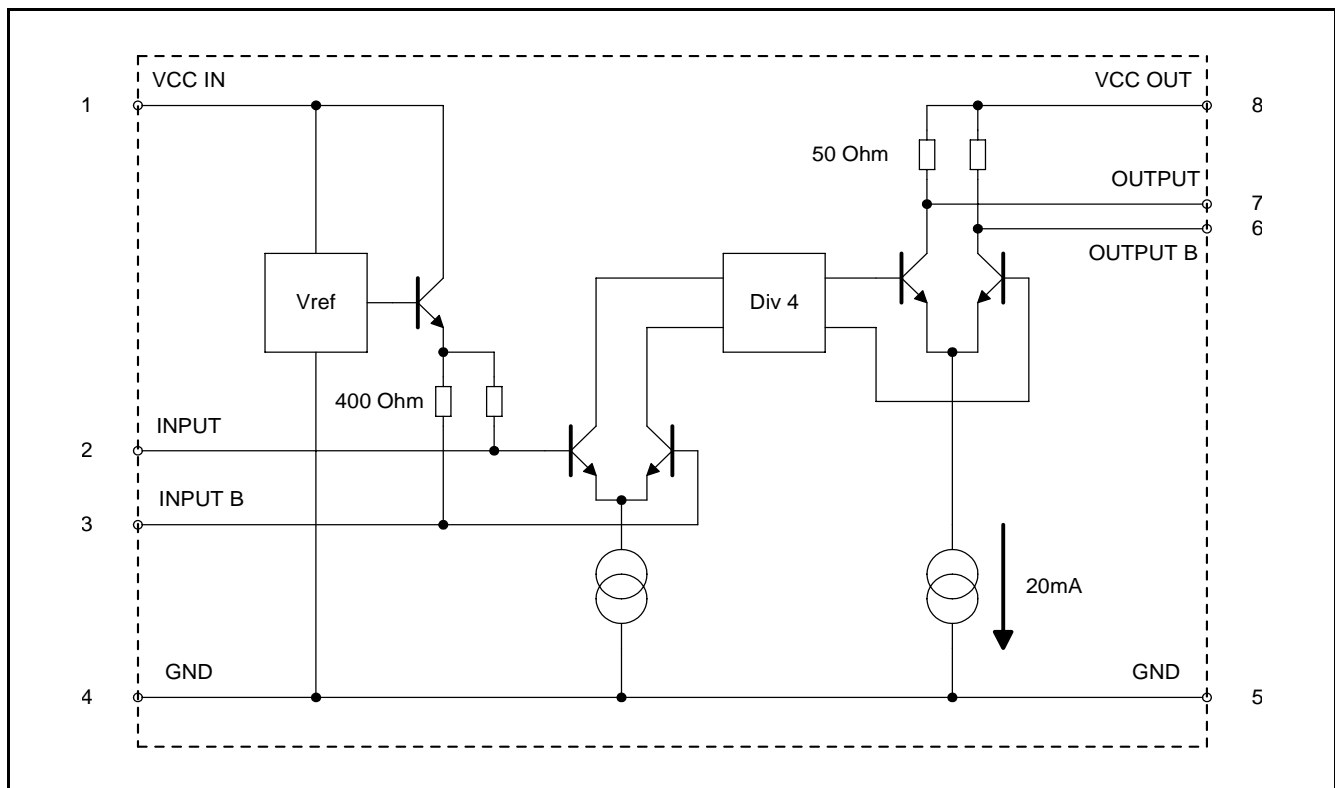 VCC IN
VCC OUT
1
8
50 Ohm
OUTPUT
7
6
OUTPUT B
Vref
Div 4
400 Ohm
INPUT
2
INPUT B
3
20mA
GND
GND
4
5